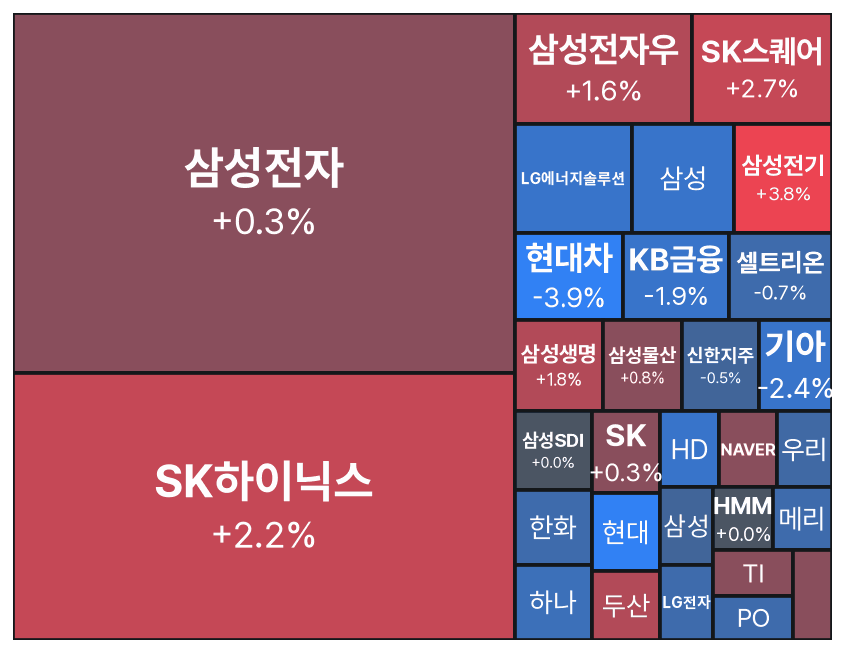 삼성전자
+0.3%
SK하이닉스
+2.2%
삼성전자우
+1.6%
SK스퀘어
+2.7%
LG에너지솔루션
삼성
삼성전기
+3.8%
현대차
-3.9%
KB금융
-1.9%
셀트리온
-0.7%
삼성생명
+1.8%
삼성물산
+0.8%
신한지주
-0.5%
기아
-2.4%
삼성SDI
+0.0%
SK
+0.3%
HD
NAVER
우리
한화
현대
삼성
HMM
+0.0%
메리
하나
두산
LG전자
TI
PO